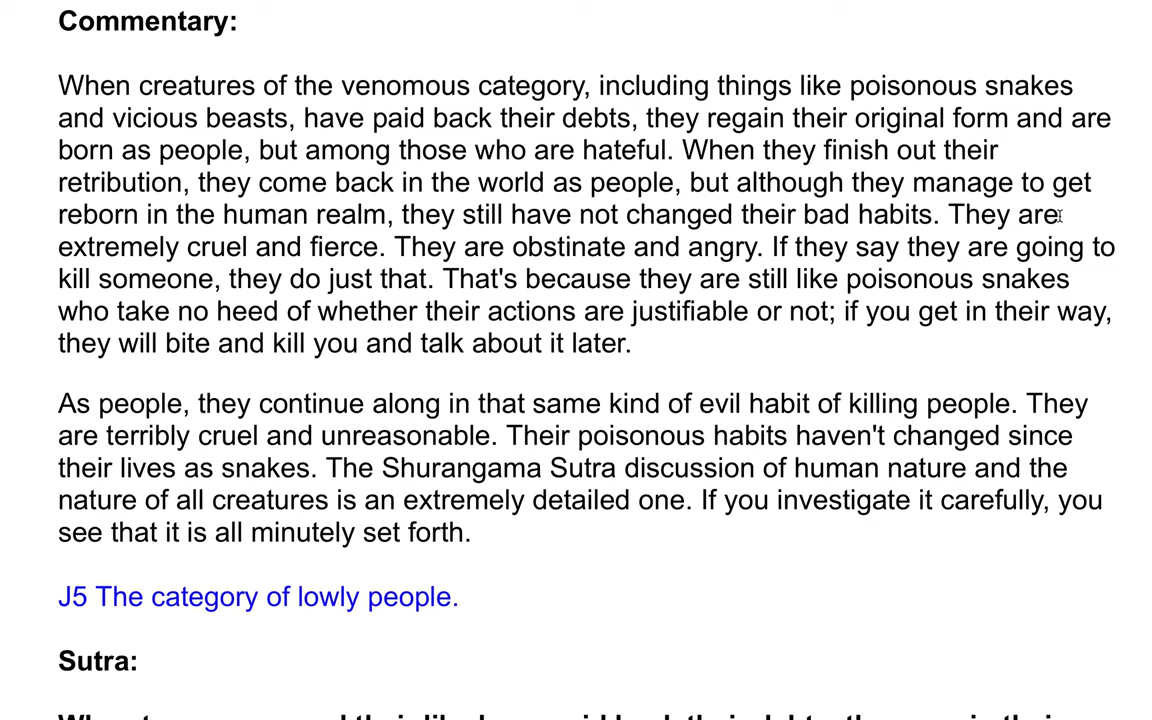 Commentary:
When creatures of the venomous category, including things like poisonous snakes
and vicious beasts, have paid back their debts, they regain their original form and are
born as people, but among those who are hateful. When they finish out their
retribution, they come back in the world as people, but although they manage to get
reborn in the human realm, they still have not changed their bad habits. They are
extremely cruel and fierce. They are obstinate and angry. If they say they are going to
kill someone, they do just that. That's because they are still like poisonous snakes
who take no heed of whether their actions are justifiable or not; if you get in their way,
they will bite and kill you and talk about it later.
As people, they continue along in that same kind of evil habit of killing people. They
are terribly cruel and unreasonable. Their poisonous habits haven't changed since
their lives as snakes. The Shurangama Sutra discussion of human nature and the
nature of all creatures is an extremely detailed one. If you investigate it carefully, you
see that it is all minutely set forth.
J5 The category of lowly people.
Sutra: